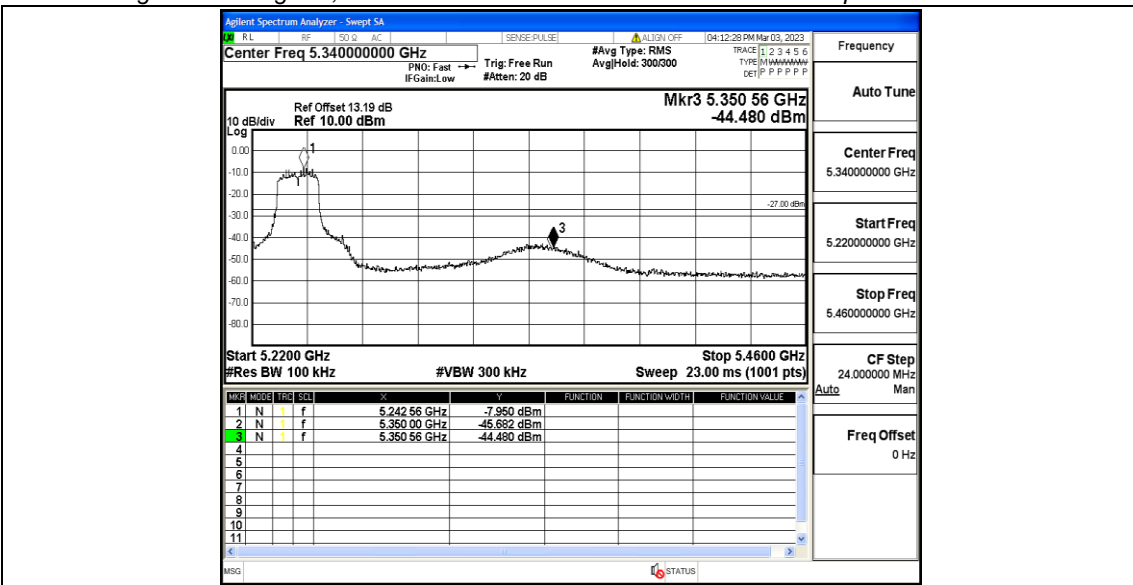 Agilent Spectrum Analyzer - Swept SA
RL RF 50 Ω AC SENSE:PULSE ALIGN OFF 04:12:28 PM Mar 03, 2023
Center Freq 5.340000000 GHz
PNO: Fast
IFGain:Low
Trig: Free Run
#Atten: 20 dB
#Avg Type: RMS
Avg|Hold: 300/300
TRACE 1 2 3 4 5 6
TYPE M W W W W W
DET P P P P P P
Ref Offset 13.19 dB
10 dB/div Ref 10.00 dBm
Log
Mkr3 5.350 56 GHz
-44.480 dBm
0.00
-10.0
-20.0
-30.0
-40.0
-50.0
-60.0
-70.0
-80.0
1
3
-27.00 dBm
Start 5.2200 GHz Stop 5.4600 GHz
#Res BW 100 kHz #VBW 300 kHz Sweep 23.00 ms (1001 pts)
MKR MODE TRC SCL X Y FUNCTION FUNCTION WIDTH FUNCTION VALUE
1 N 1 f 5.242 56 GHz -7.950 dBm
2 N 1 f 5.350 00 GHz -45.682 dBm
3 N 1 f 5.350 56 GHz -44.480 dBm
4
5
6
7
8
9
10
11
MSG STATUS
Frequency
Auto Tune
Center Freq
5.340000000 GHz
Start Freq
5.220000000 GHz
Stop Freq
5.460000000 GHz
CF Step
24.000000 MHz
Auto Man
Freq Offset
0 Hz